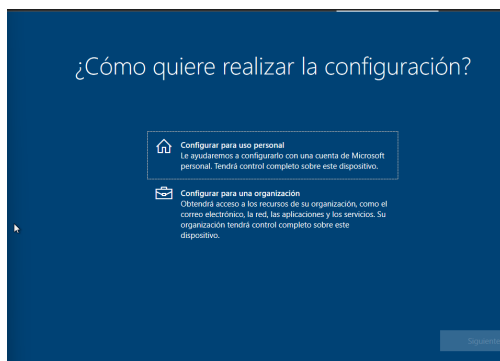 ¿Cómo quiere realizar la configuración?
Configurar para uso personal
Le ayudaremos a configurarlo con una cuenta de Microsoft
personal. Tendrá control completo sobre este dispositivo.
Configurar para una organización
Obtendrá acceso a los recursos de su organización, como el
correo electrónico, la red, las aplicaciones y los servicios. Su
organización tendrá control completo sobre este
dispositivo.
Siguiente